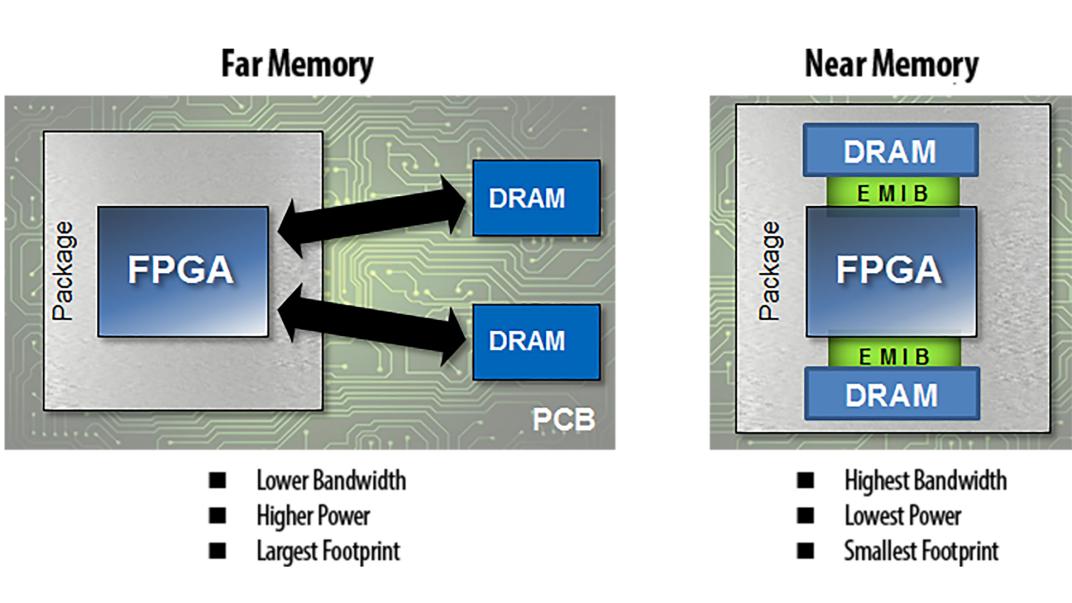 Far Memory
Package
FPGA
DRAM
DRAM
PCB
Lower Bandwidth
Higher Power
Largest Footprint
Near Memory
Package
DRAM
EMIB
FPGA
EMIB
DRAM
Highest Bandwidth
Lowest Power
Smallest Footprint